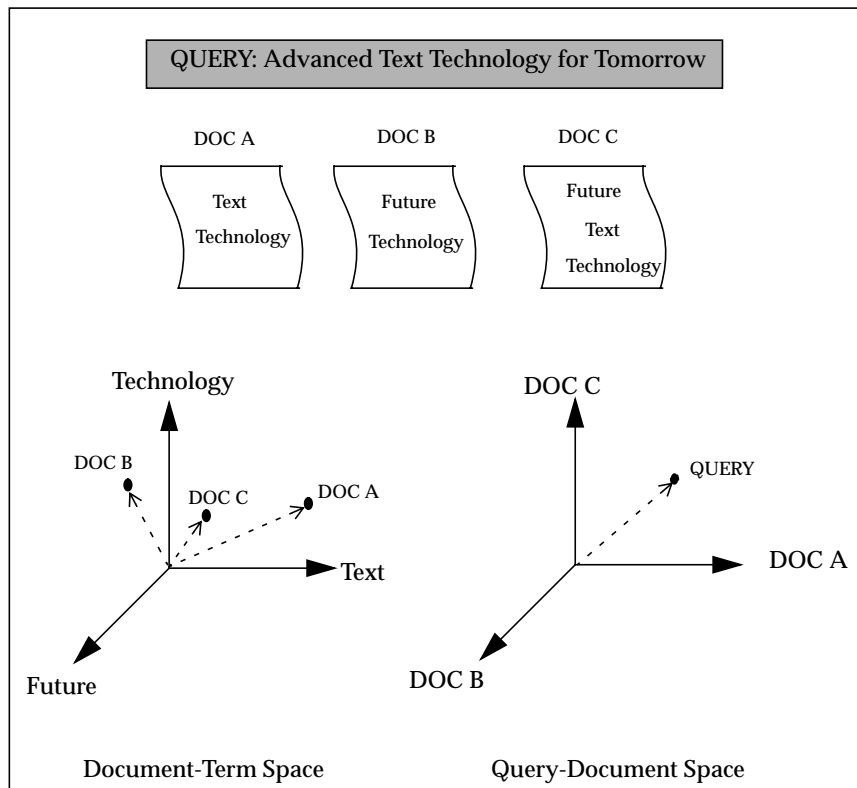 QUERY: Advanced Text Technology for Tomorrow
DOC A
DOC B
DOC C
Text
Technology
Future
Technology
Future
Text
Technology
Technology
DOC B
DOC C
DOC A
Text
Future
Document-Term Space
DOC C
QUERY
DOC A
DOC B
Query-Document Space